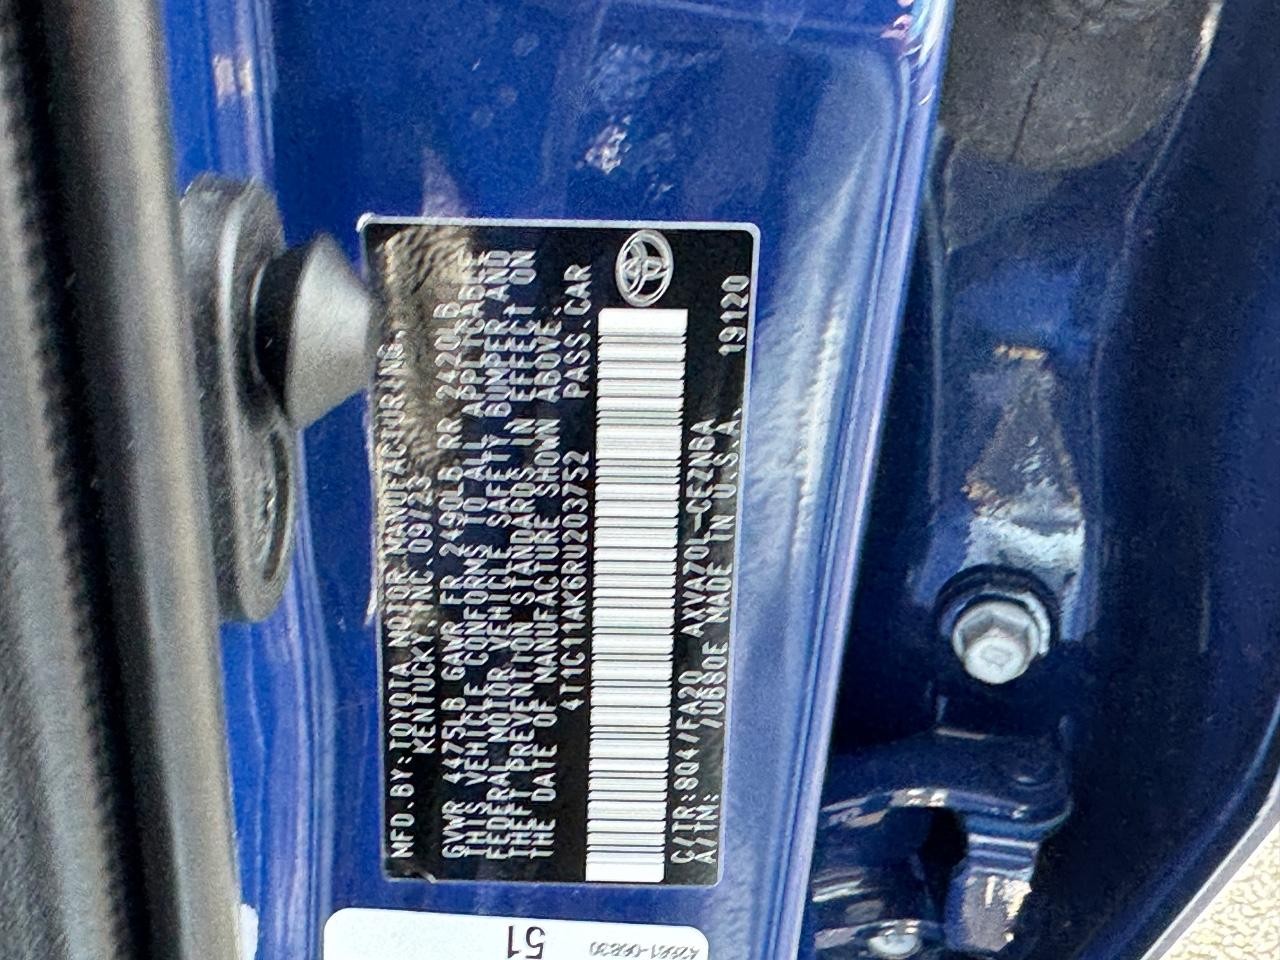 MFD.BY:TOYOTA MOTOR MANUFACTURING,
KENTUCKY,INC. 09/23
GVWR 4475LB GAWR FR 2490LB RR 2420LB
THIS VEHICLE CONFORMS TO ALL APPLICABLE
FEDERAL MOTOR VEHICLE SAFETY, BUMPER, AND
THEFT PREVENTION STANDARDS IN EFFECT ON
THE DATE OF MANUFACTURE SHOWN ABOVE.
4T1C11AK6RU203752 PASS.CAR
C/TR:8Q4/FA20 AXVA70L-CEZNBA
A/TM: /U680E MADE IN U.S.A. 19120
51